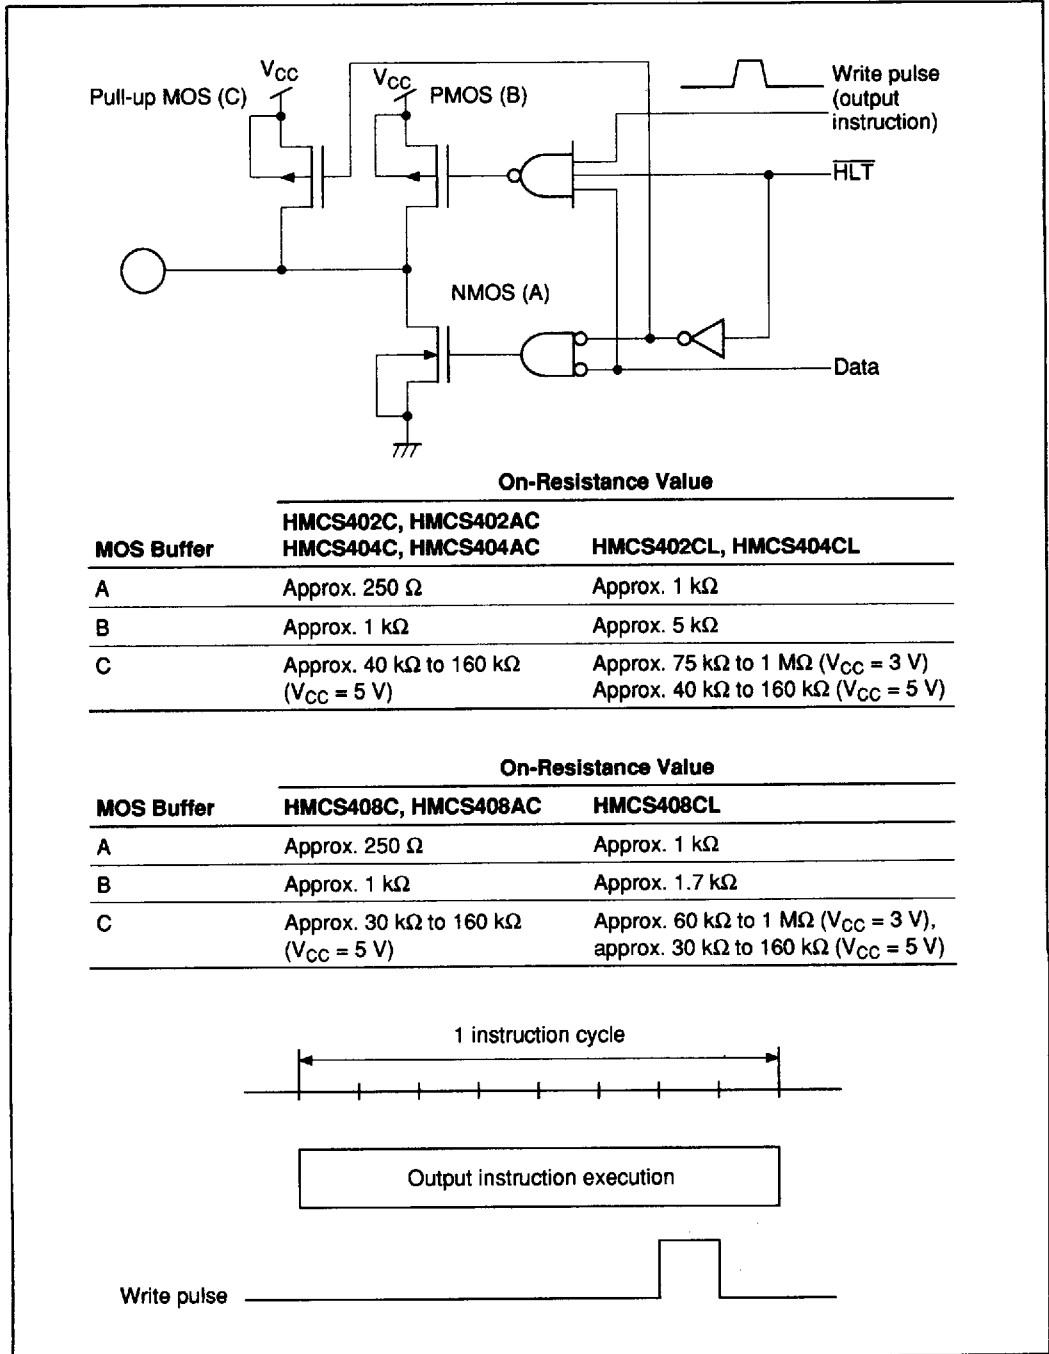 VCC
VCC
Pull-up MOS (C)
PMOS (B)
Write pulse
(output
instruction)
HLT
NMOS (A)
Data
On-Resistance Value
HMCS402C, HMCS402AC
MOS Buffer HMCS404C, HMCS404AC HMCS402CL, HMCS404CL
A Approx. 250 Ω Approx. 1 kΩ
B Approx. 1 kΩ Approx. 5 kΩ
C Approx. 40 kΩ to 160 kΩ Approx. 75 kΩ to 1 MΩ (VCC = 3 V)
(VCC = 5 V) Approx. 40 kΩ to 160 kΩ (VCC = 5 V)
On-Resistance Value
MOS Buffer HMCS408C, HMCS408AC HMCS408CL
A Approx. 250 Ω Approx. 1 kΩ
B Approx. 1 kΩ Approx. 1.7 kΩ
C Approx. 30 kΩ to 160 kΩ Approx. 60 kΩ to 1 MΩ (VCC = 3 V),
(VCC = 5 V) approx. 30 kΩ to 160 kΩ (VCC = 5 V)
1 instruction cycle
Output instruction execution
Write pulse